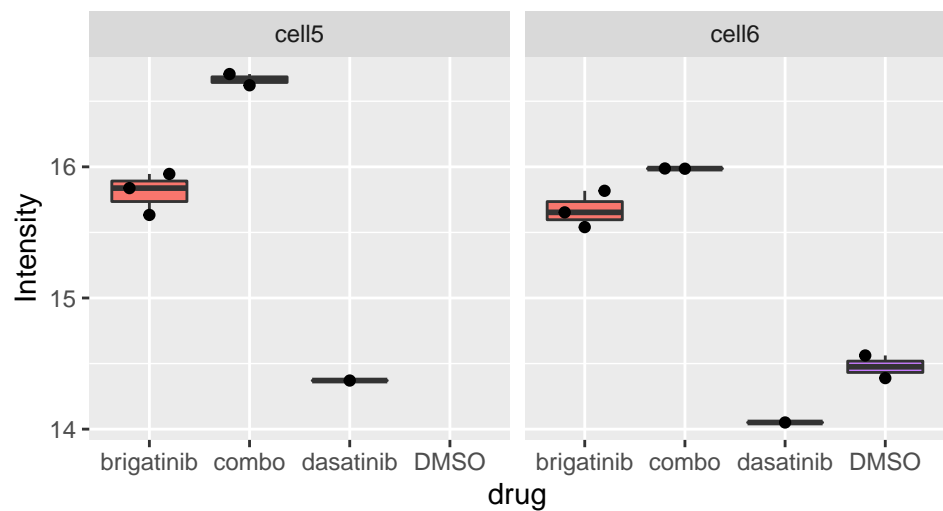 cell5 cell6
16
15
14
Intensity
brigatinib combo dasatinib DMSO brigatinib combo dasatinib DMSO
drug